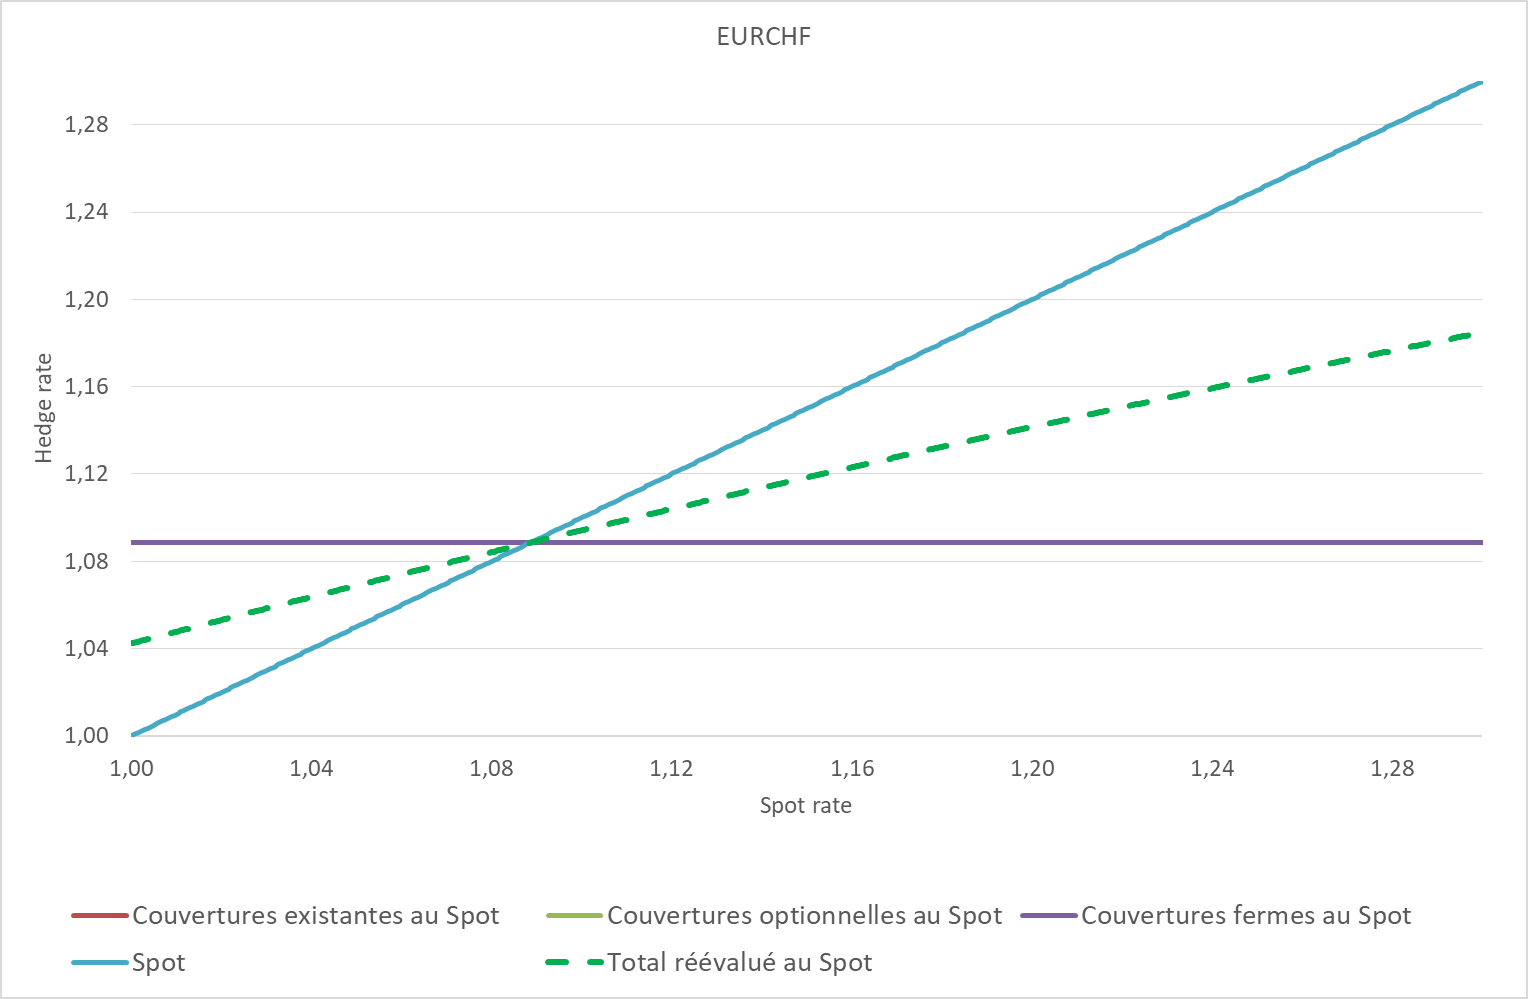 EURCHF
1,28
1,24
1,20
1,16
1,12
1,08
1,04
1,00
Hedge rate
1,00 1,04 1,08 1,12 1,16 1,20 1,24 1,28
Spot rate
Couvertures existantes au Spot Couvertures optionnelles au Spot Couvertures fermes au Spot
Spot Total réévalué au Spot